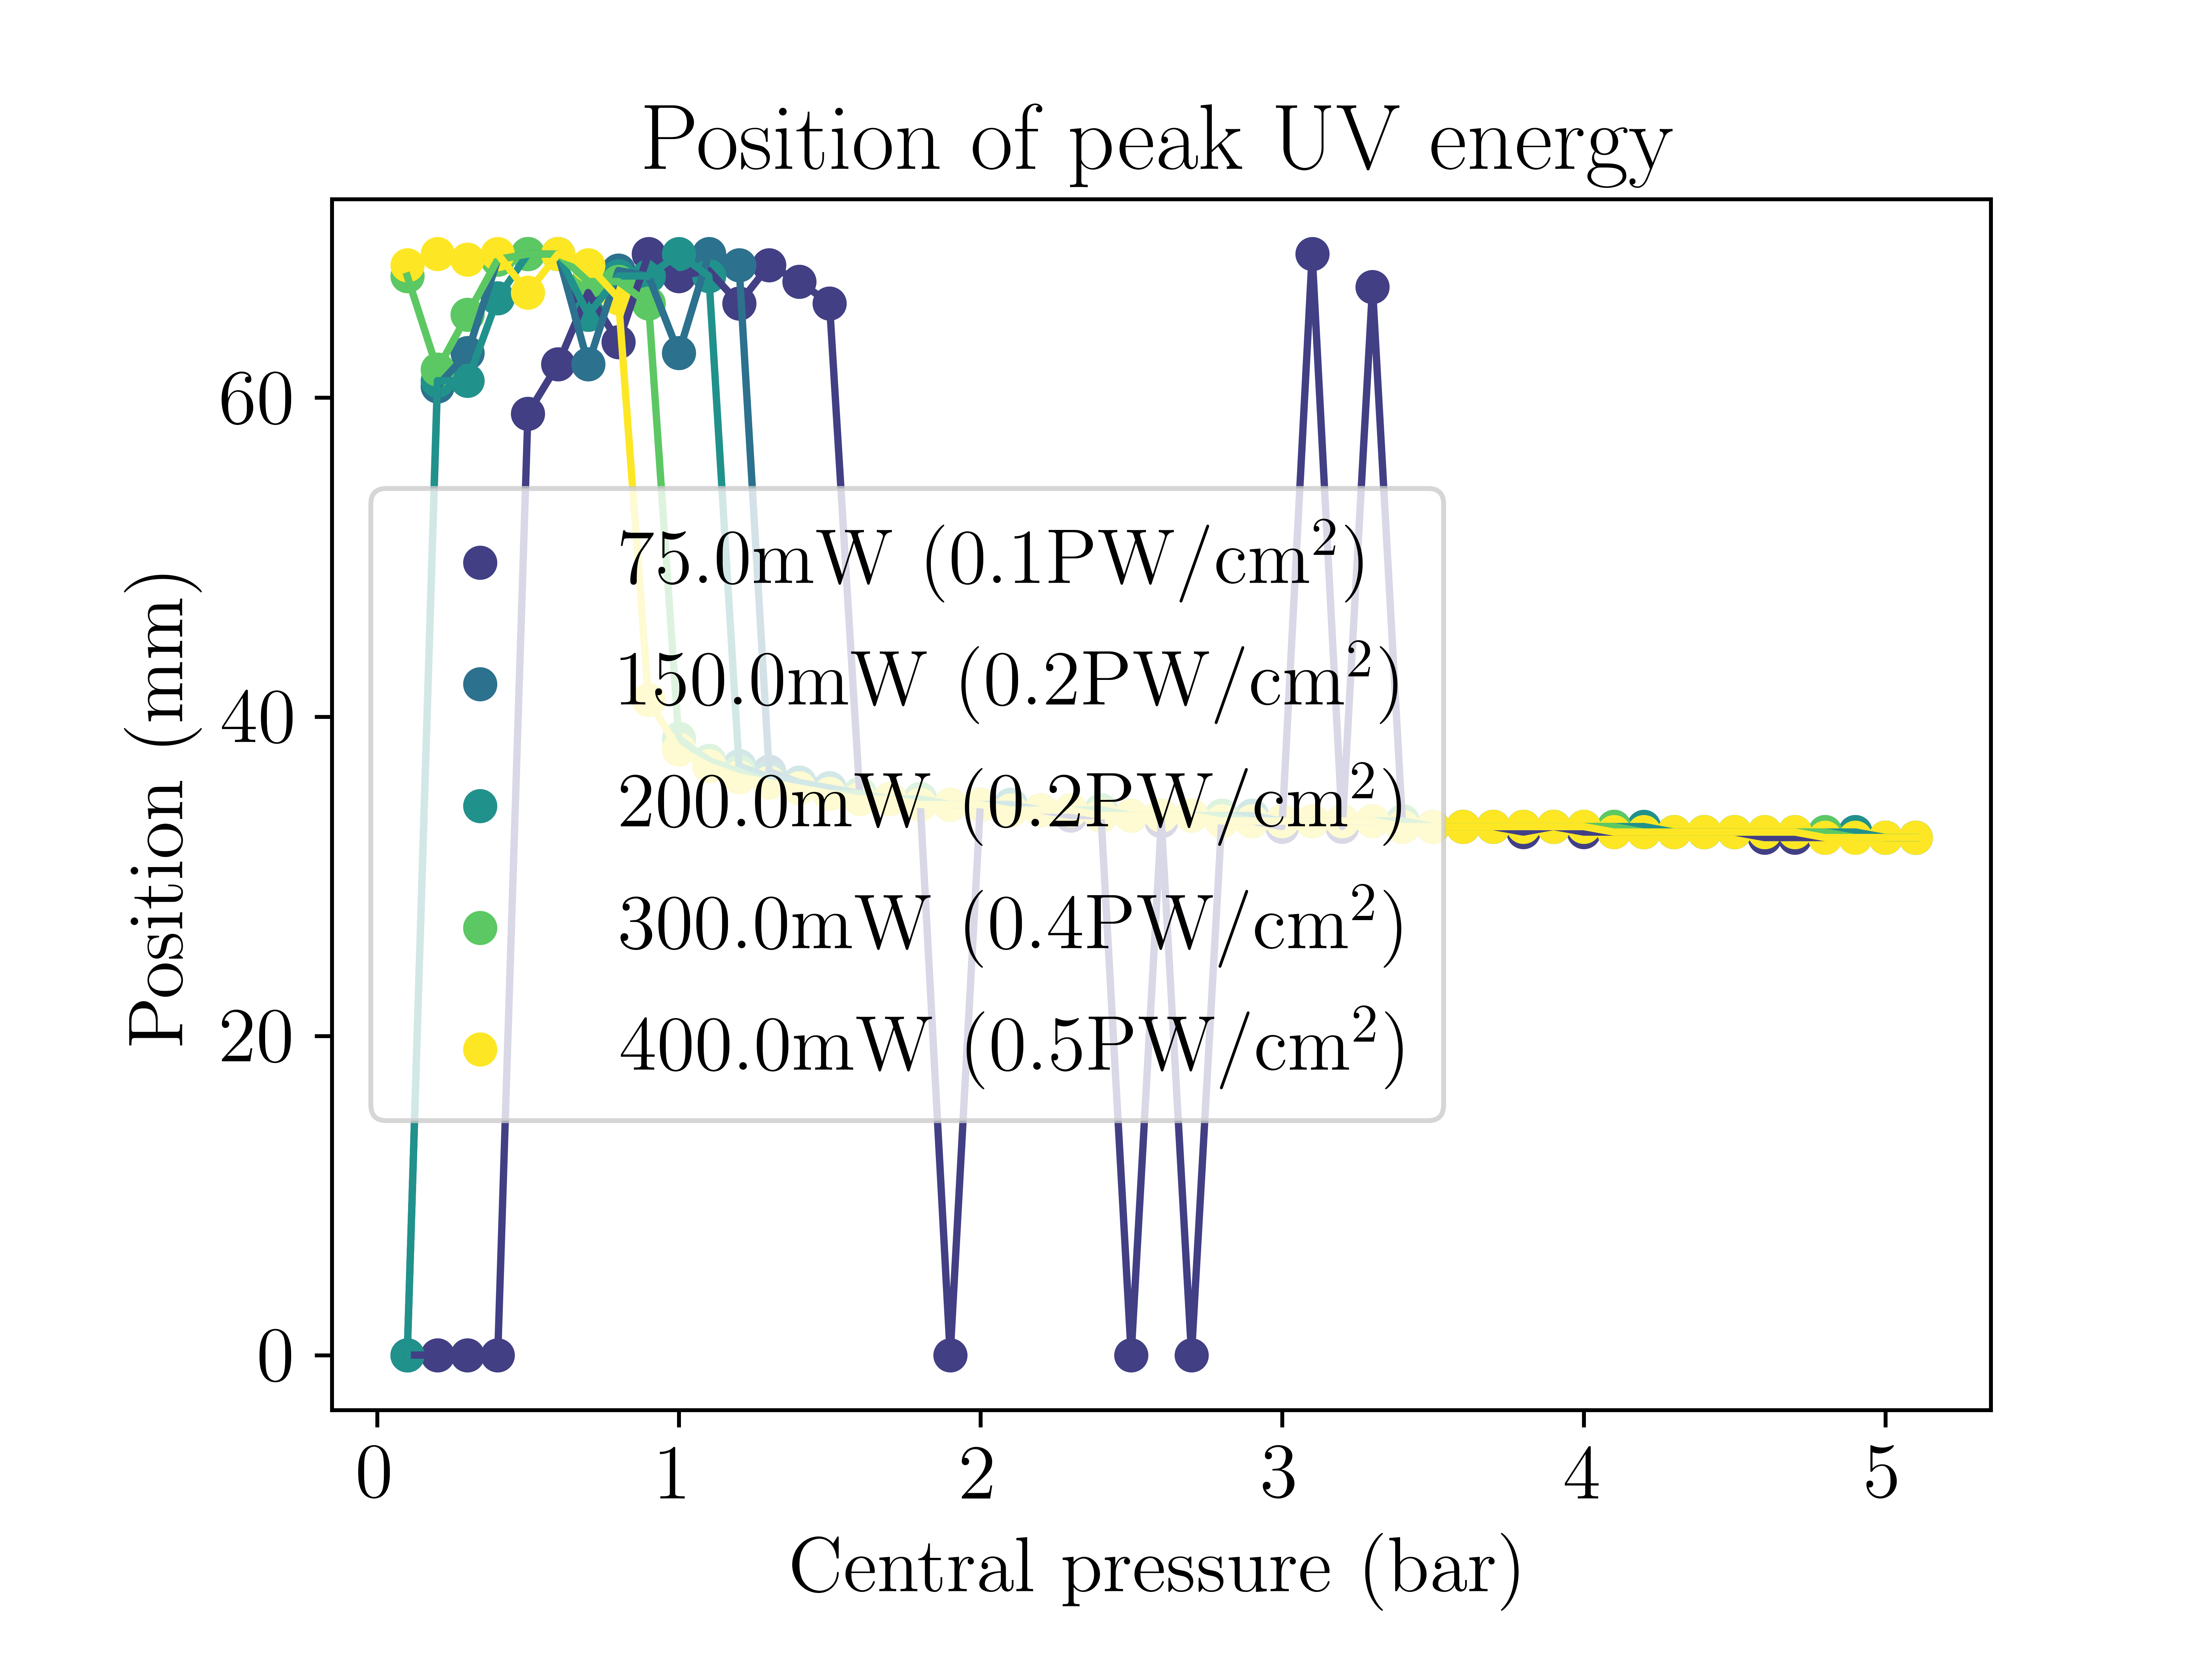 Position of peak UV energy
Position (mm)
60
40
20
0
75.0mW (0.1PW/cm²)
150.0mW (0.2PW/cm²)
200.0mW (0.2PW/cm²)
300.0mW (0.4PW/cm²)
400.0mW (0.5PW/cm²)
0 1 2 3 4 5
Central pressure (bar)